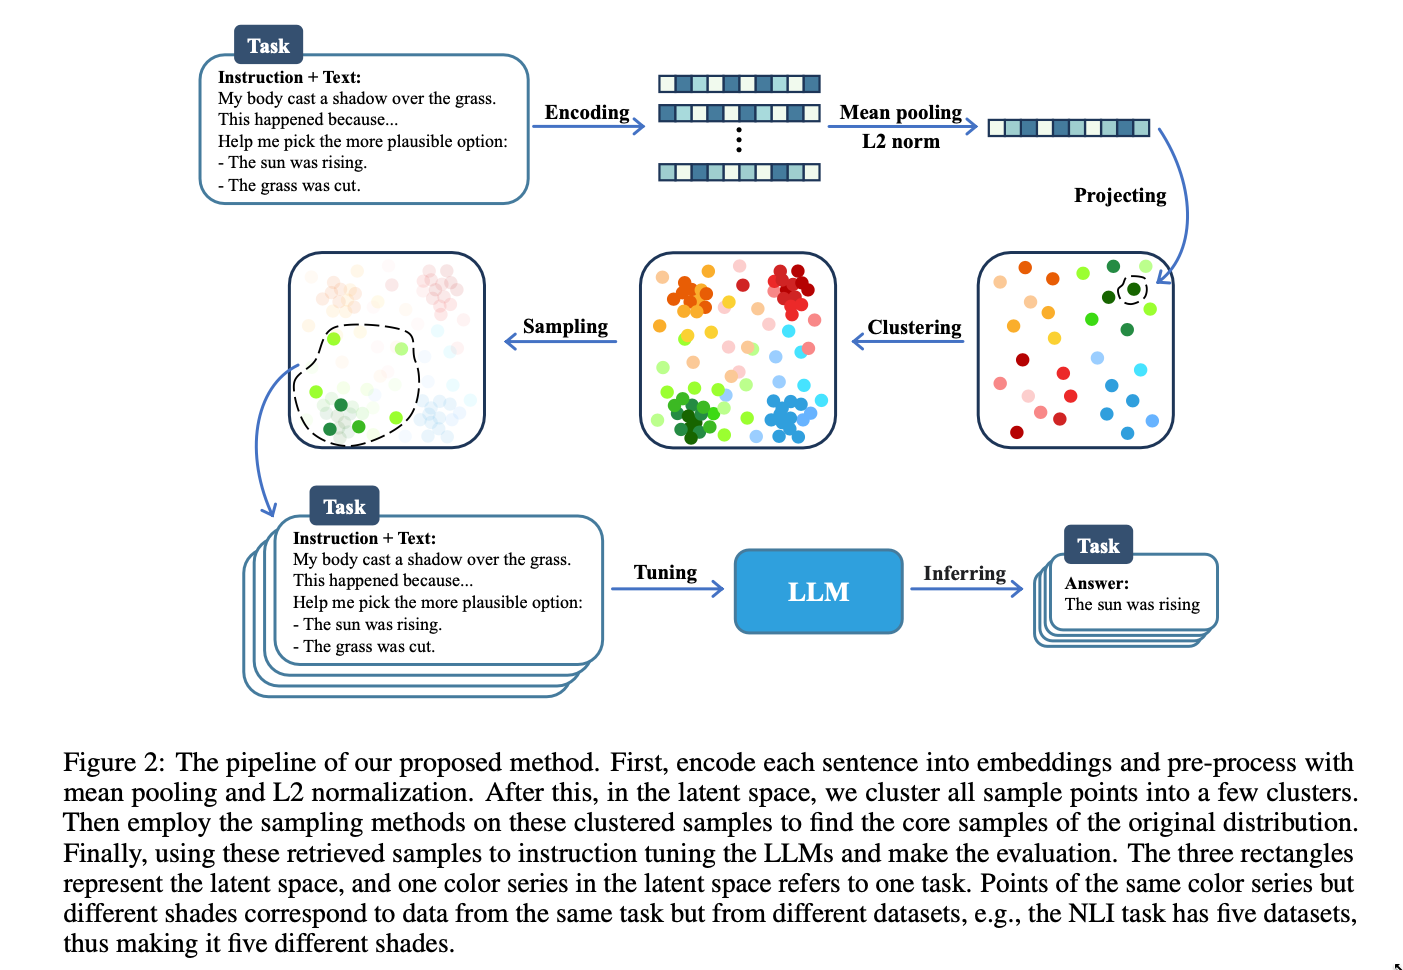 Task
Instruction + Text:
My body cast a shadow over the grass.
This happened because...
Help me pick the more plausible option:
- The sun was rising.
- The grass was cut.
Encoding
Mean pooling
L2 norm
Projecting
Clustering
Sampling
Task
Instruction + Text:
My body cast a shadow over the grass.
This happened because...
Help me pick the more plausible option:
- The sun was rising.
- The grass was cut.
Tuning
LLM
Inferring
Task
Answer:
The sun was rising
Figure 2: The pipeline of our proposed method. First, encode each sentence into embeddings and pre-process with
mean pooling and L2 normalization. After this, in the latent space, we cluster all sample points into a few clusters.
Then employ the sampling methods on these clustered samples to find the core samples of the original distribution.
Finally, using these retrieved samples to instruction tuning the LLMs and make the evaluation. The three rectangles
represent the latent space, and one color series in the latent space refers to one task. Points of the same color series but
different shades correspond to data from the same task but from different datasets, e.g., the NLI task has five datasets,
thus making it five different shades.